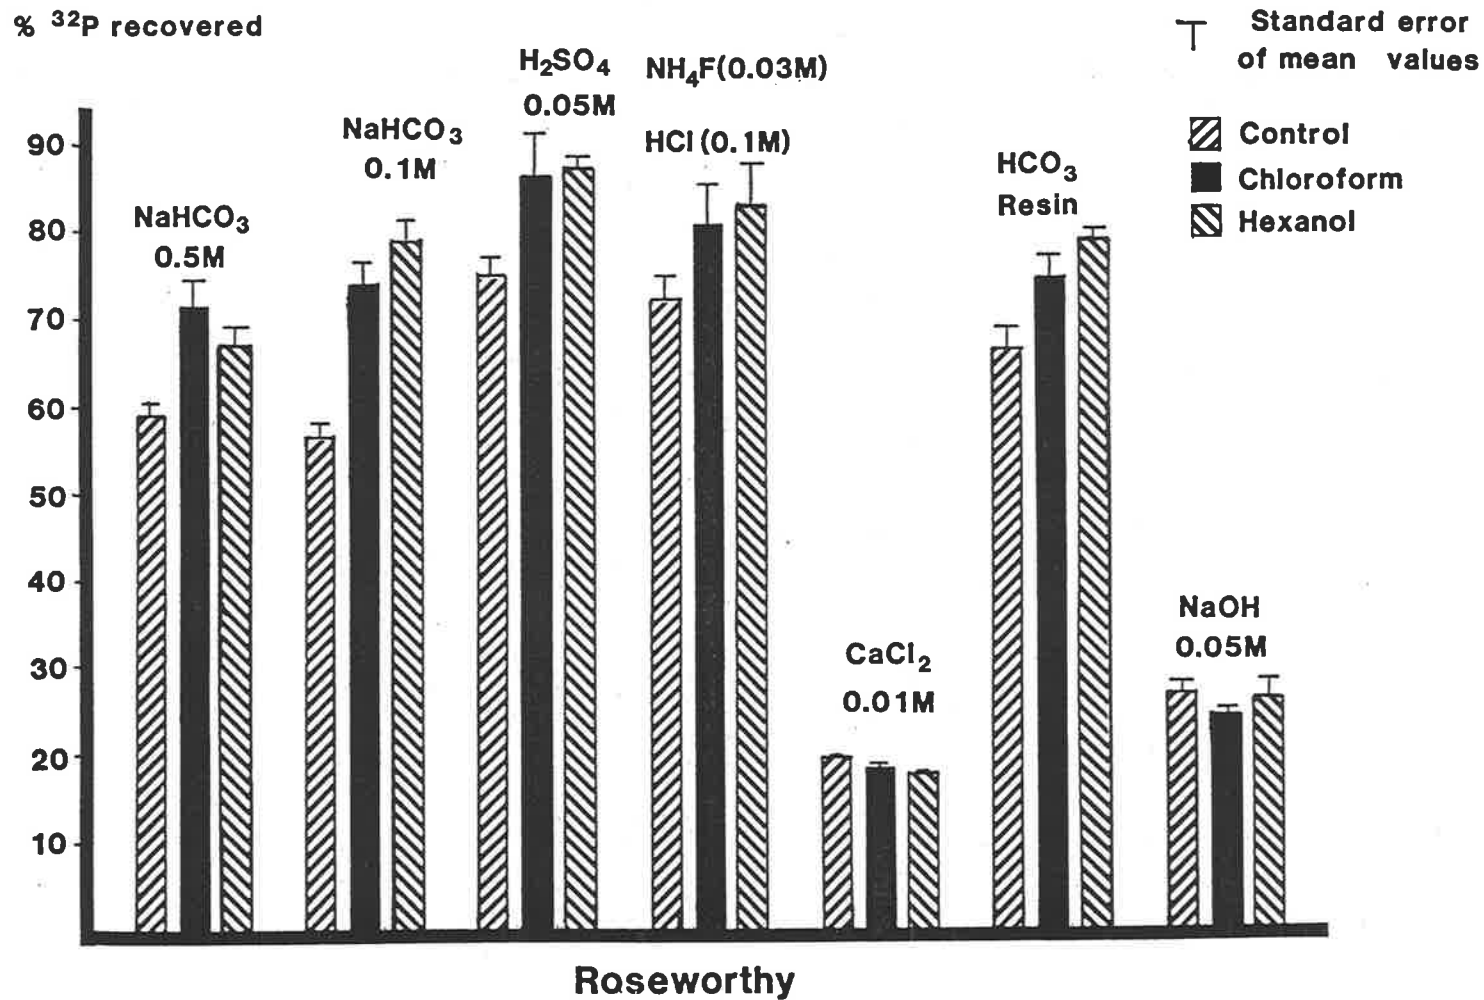 % ³²P recovered
Standard error
of mean values
Control
Chloroform
Hexanol
90
80
70
60
50
40
30
20
10
NaHCO₃
0.5M
NaHCO₃
0.1M
H₂SO₄
0.05M
NH₄F(0.03M)
HCl (0.1M)
CaCl₂
0.01M
HCO₃
Resin
NaOH
0.05M
Roseworthy